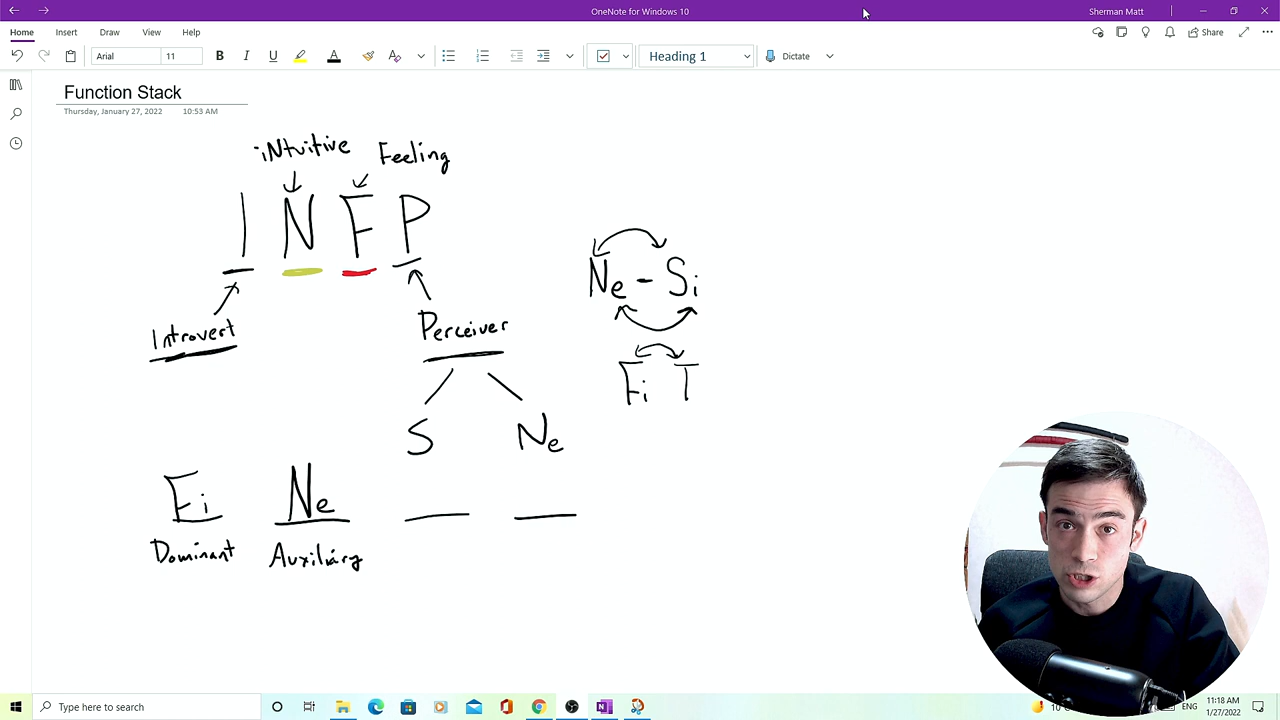 OneNote for Windows 10
Sherman Matt
Home Insert Draw View Help
Share
Arial 11 B I U A A Heading 1 Dictate
Function Stack
Thursday, January 27, 2022 10:53 AM
iNtuitive Feeling
I N F P
Introvert Perceiver
Ne - Si
Fi T
S Ne
Fi Ne
Dominant Auxiliary
Type here to search
ENG
11:18 AM
1/27/2022